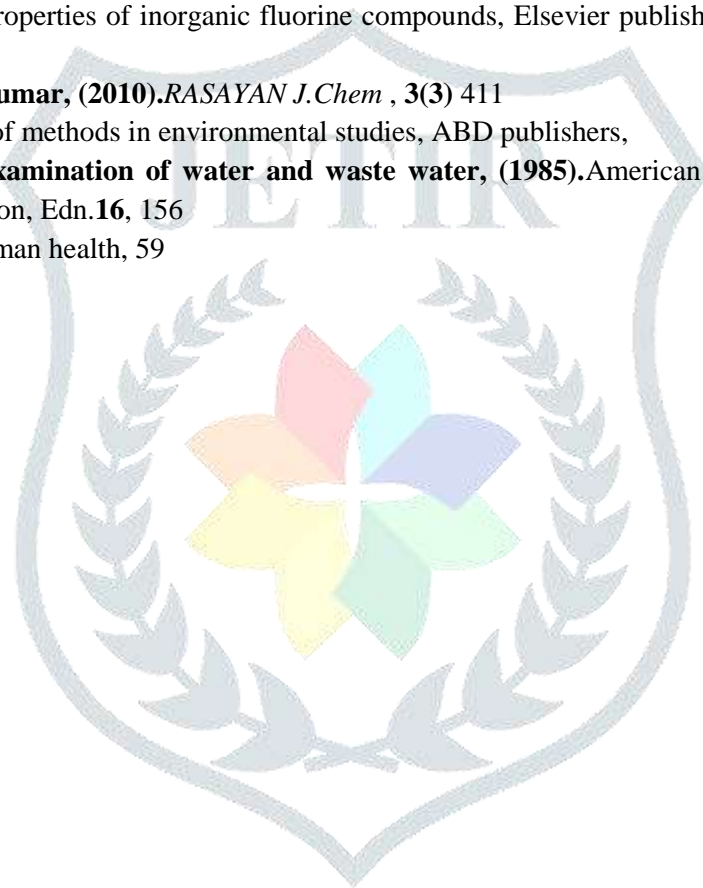 roperties of inorganic fluorine compounds, Elsevier publish
umar, (2010).RASAYAN J.Chem , 3(3) 411
of methods in environmental studies, ABD publishers,
xamination of water and waste water, (1985).American
on, Edn.16, 156
man health, 59
JETIR